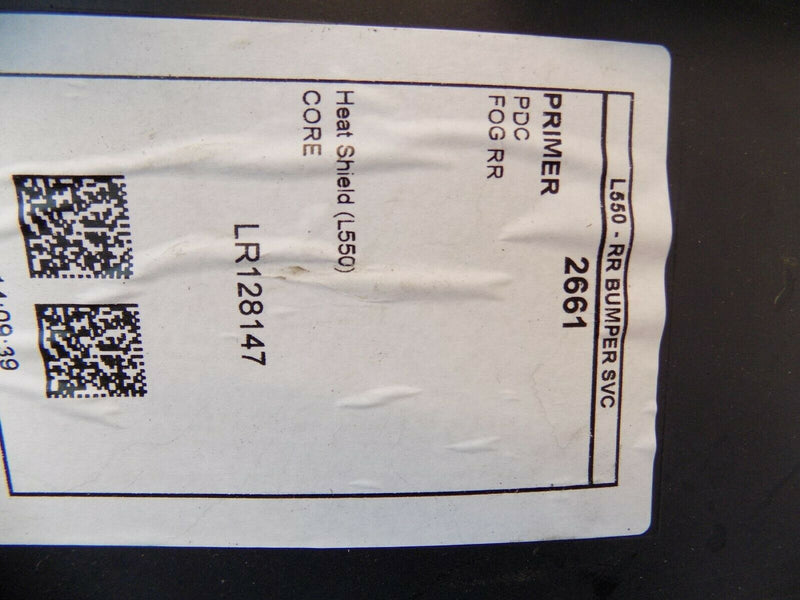 L550 - RR BUMPER SVC
PRIMER 2661
PDC
FOG RR
Heat Shield (L550)
CORE
LR128147